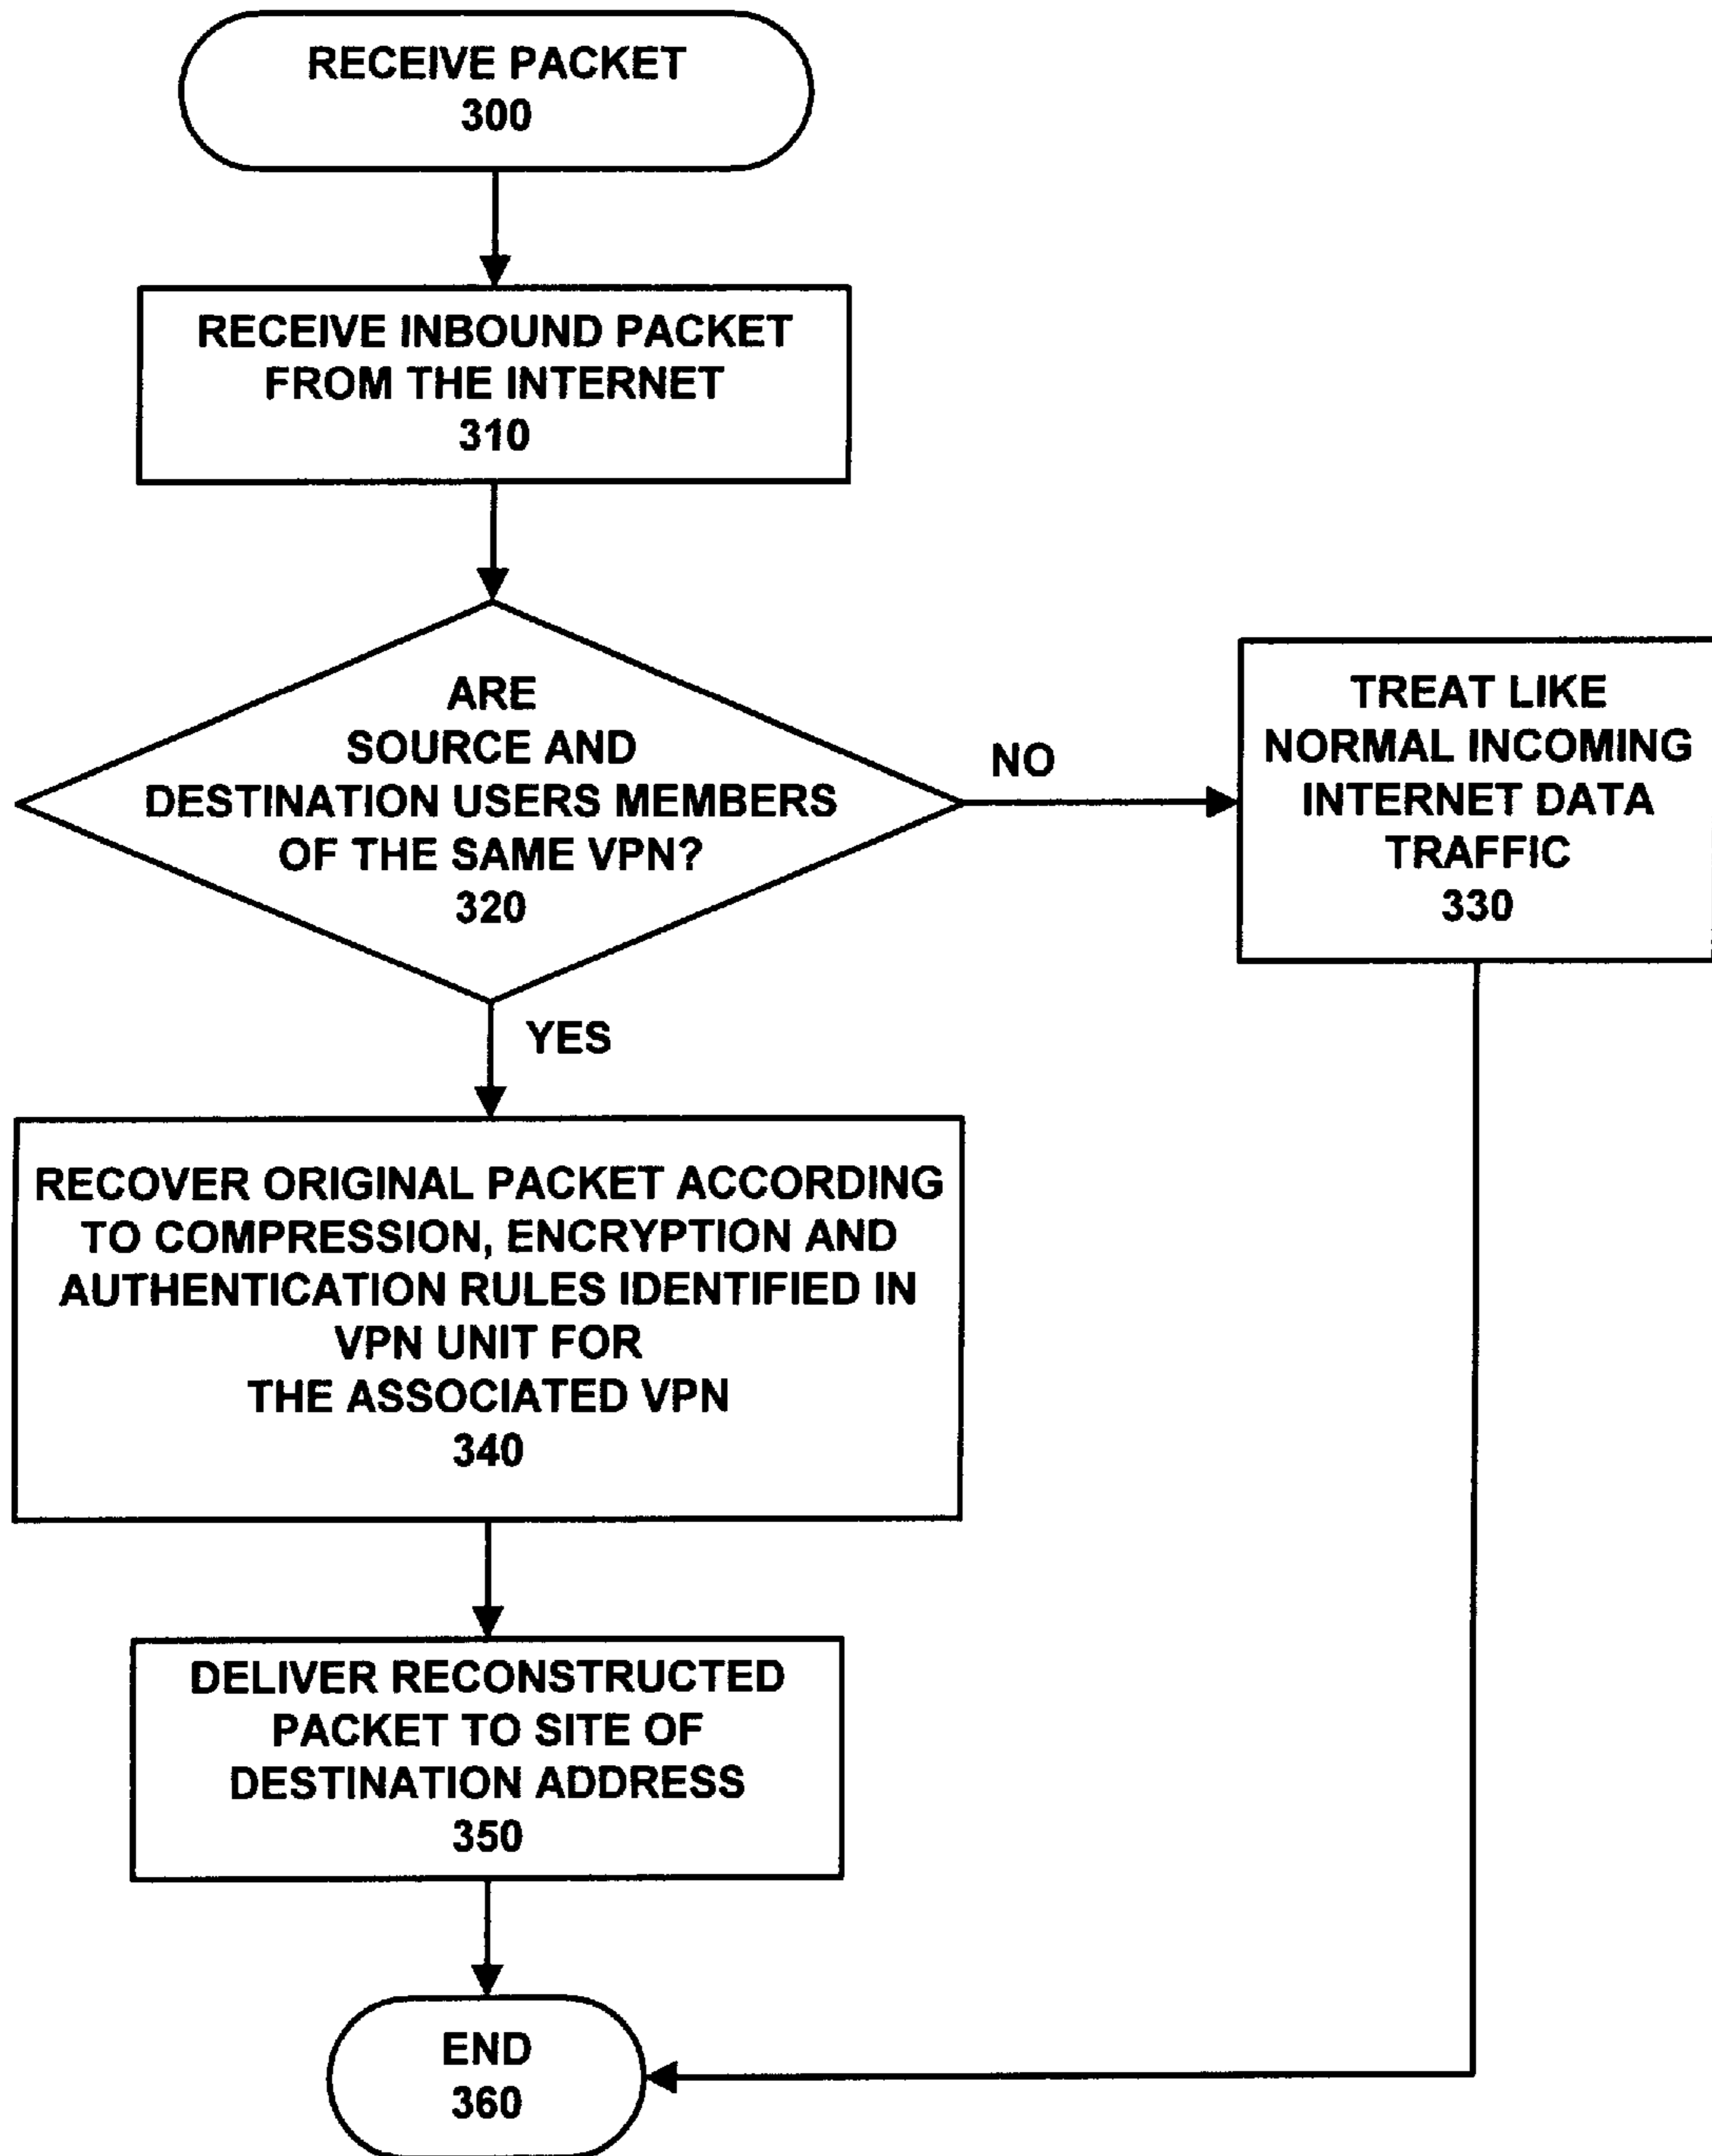 RECEIVE PACKET
300
RECEIVE INBOUND PACKET
FROM THE INTERNET
310
ARE
SOURCE AND
DESTINATION USERS MEMBERS
OF THE SAME VPN?
320
NO
TREAT LIKE
NORMAL INCOMING
INTERNET DATA
TRAFFIC
330
YES
RECOVER ORIGINAL PACKET ACCORDING
TO COMPRESSION, ENCRYPTION AND
AUTHENTICATION RULES IDENTIFIED IN
VPN UNIT FOR
THE ASSOCIATED VPN
340
DELIVER RECONSTRUCTED
PACKET TO SITE OF
DESTINATION ADDRESS
350
END
360